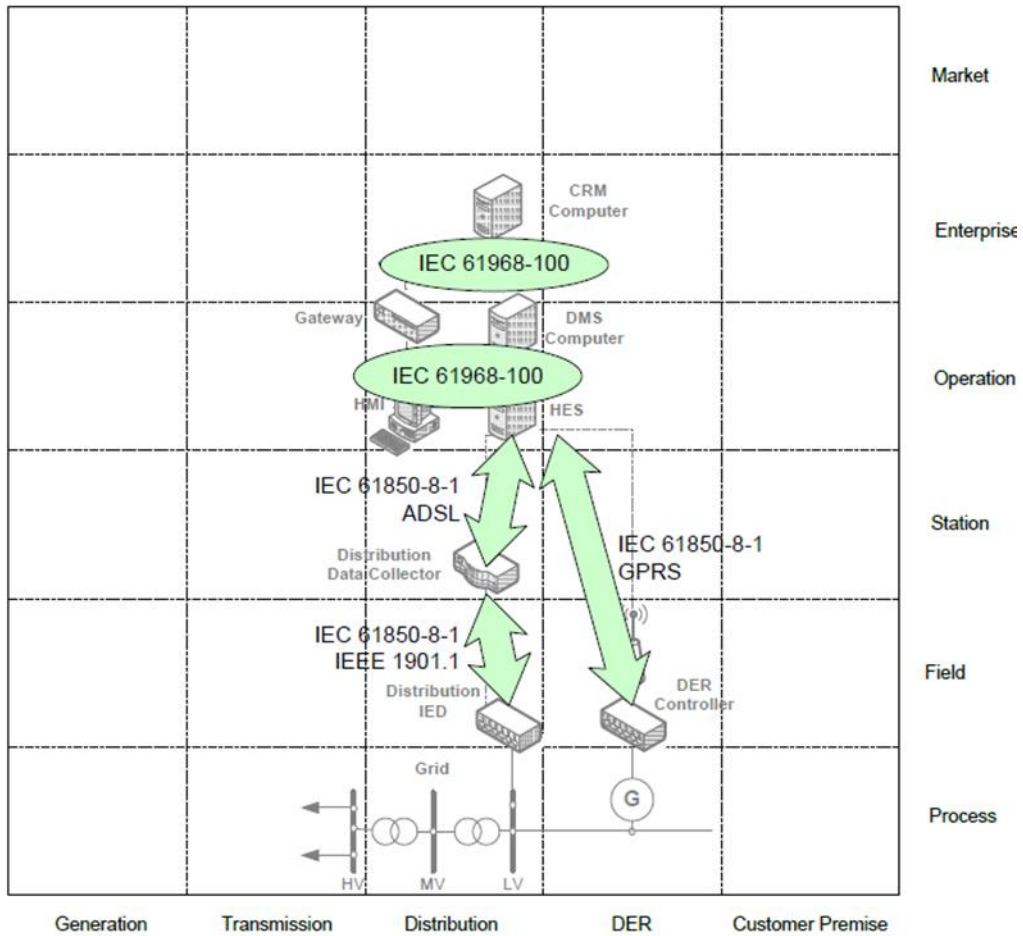 Market
CRM
Computer
Enterprise
IEC 61968-100
Gateway
DMS
Computer
IEC 61968-100
Operation
HMI
HES
IEC 61850-8-1
ADSL
Station
IEC 61850-8-1
GPRS
Distribution
Data Collector
IEC 61850-8-1
IEEE 1901.1
Field
Distribution
IED
DER
Controller
Grid
G
Process
HV
MV
LV
Generation
Transmission
Distribution
DER
Customer Premise